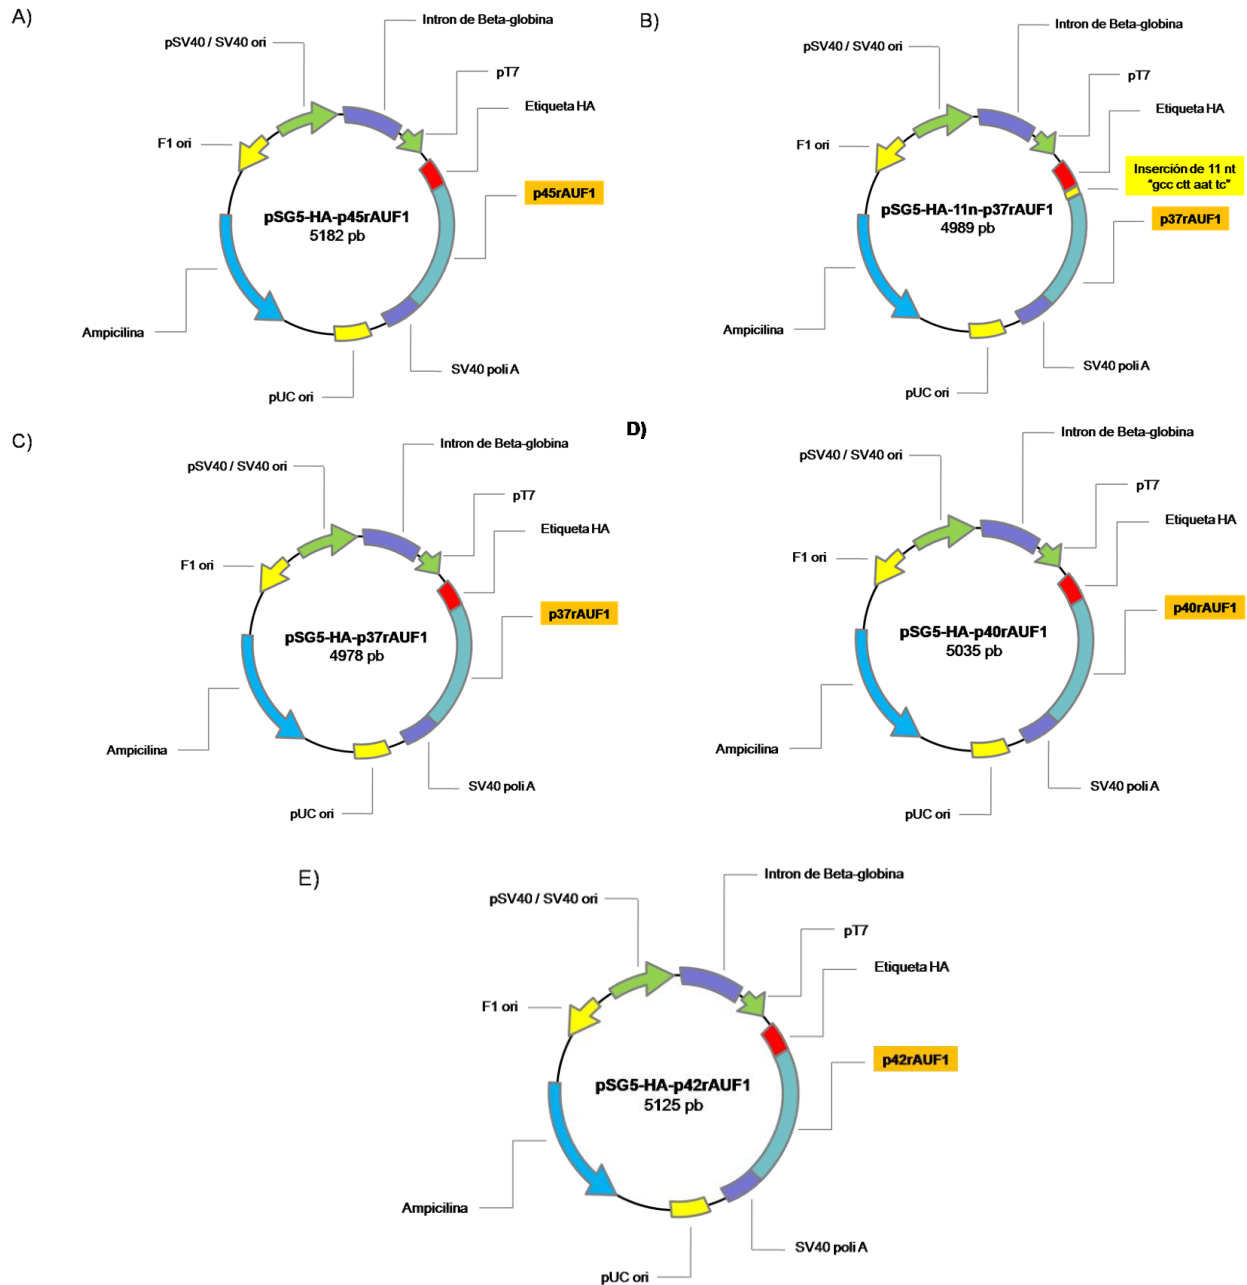 A)
Intron de Beta-globina
pSV40 / SV40 ori
pT7
Etiqueta HA
F1 ori
p45rAUF1
pSG5-HA-p45rAUF1
5182 pb
Ampicilina
SV40 poli A
pUC ori
B)
Intron de Beta-globina
pSV40 / SV40 ori
pT7
Etiqueta HA
F1 ori
Inserción de 11 nt
"gcc ctt aat tc"
p37rAUF1
pSG5-HA-11n-p37rAUF1
4989 pb
Ampicilina
SV40 poli A
pUC ori
C)
Intron de Beta-globina
pSV40 / SV40 ori
pT7
Etiqueta HA
F1 ori
p37rAUF1
pSG5-HA-p37rAUF1
4978 pb
Ampicilina
SV40 poli A
pUC ori
D)
Intron de Beta-globina
pSV40 / SV40 ori
pT7
Etiqueta HA
F1 ori
p40rAUF1
pSG5-HA-p40rAUF1
5035 pb
Ampicilina
SV40 poli A
pUC ori
E)
Intron de Beta-globina
pSV40 / SV40 ori
pT7
Etiqueta HA
F1 ori
p42rAUF1
pSG5-HA-p42rAUF1
5125 pb
Ampicilina
SV40 poli A
pUC ori